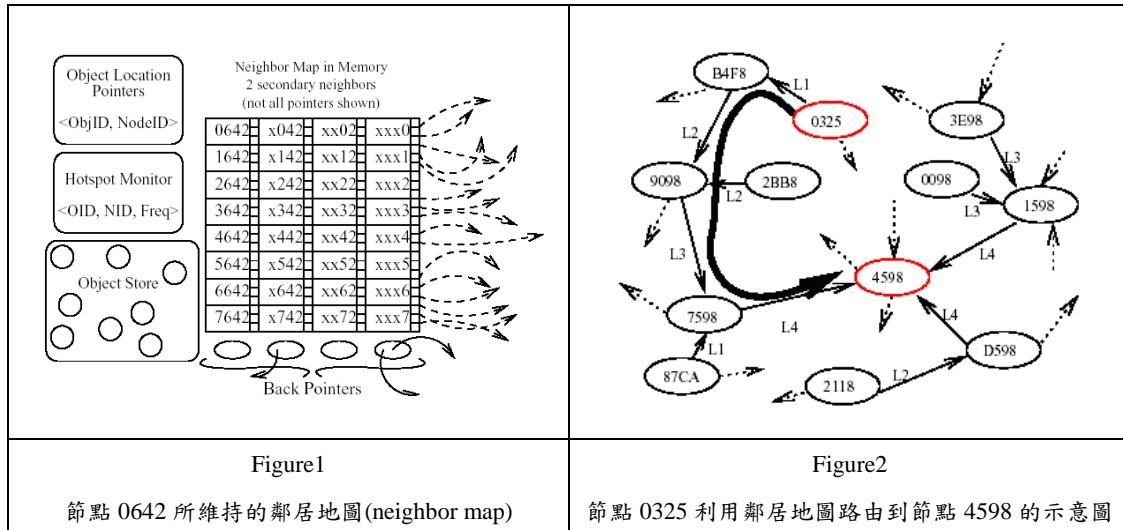 Object Location
Pointers
<ObjID, NodeID>
Hotspot Monitor
<OID, NID, Freq>
Object Store
Neighbor Map in Memory
2 secondary neighbors
(not all pointers shown)
0642 x042 xx02 xxx0
1642 x142 xx12 xxx1
2642 x242 xx22 xxx2
3642 x342 xx32 xxx3
4642 x442 xx42 xxx4
5642 x542 xx52 xxx5
6642 x642 xx62 xxx6
7642 x742 xx72 xxx7
Back Pointers
B4F8
L1
0325
3E98
L2
L3
9098
L2
2BB8
0098
L3
1598
L3
4598
L4
7598
L4
L1
L4
D598
87CA
2118
L2
Figure1
節點 0642 所維持的鄰居地圖(neighbor map)
Figure2
節點 0325 利用鄰居地圖路由到節點 4598 的示意圖